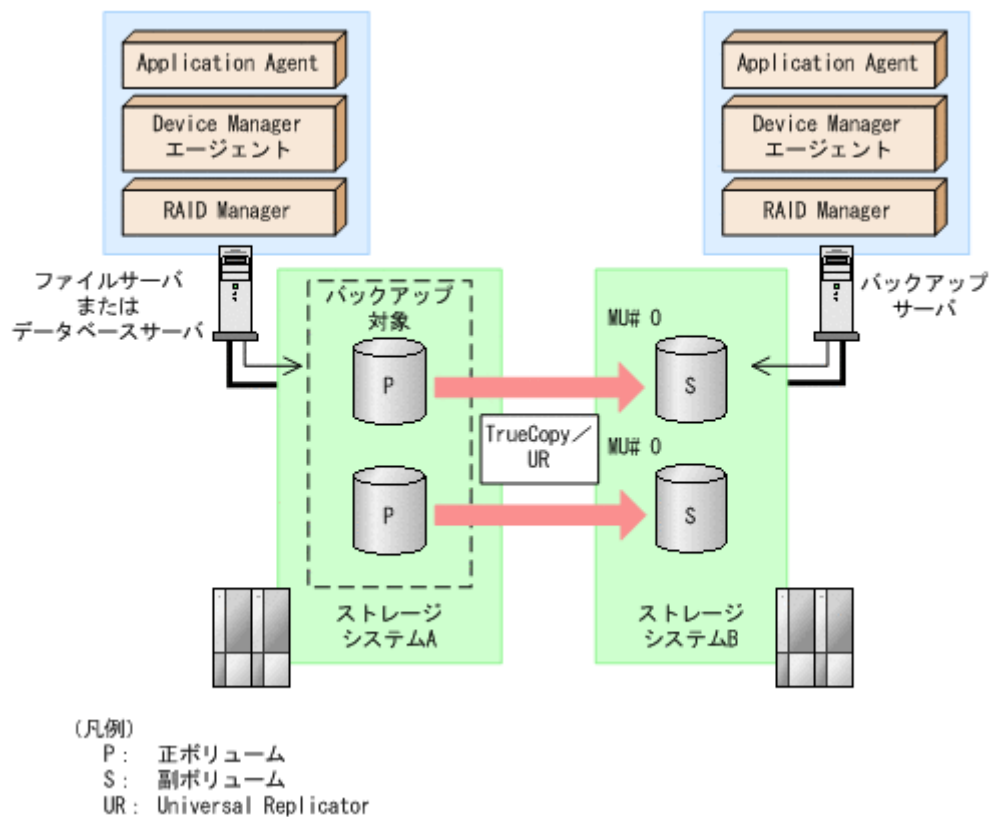 Application Agent
Device Manager
エージェント
RAID Manager
Application Agent
Device Manager
エージェント
RAID Manager
ファイルサーバ
または
データベースサーバ
バックアップ
対象
P
P
TrueCopy／
UR
MU# 0
S
MU# 0
S
バックアップ
サーバ
ストレージ
システムA
ストレージ
システムB
(凡例)
P： 正ボリューム
S： 副ボリューム
UR： Universal Replicator